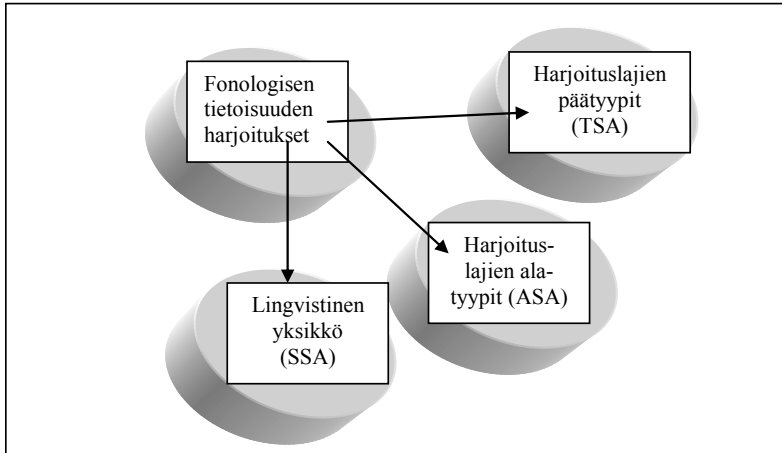 Fonologisen
tietoisuuden
harjoitukset
Harjoituslajien
päätyypit
(TSA)
Harjoitus-
lajien ala-
tyypit (ASA)
Lingvistinen
yksikkö
(SSA)